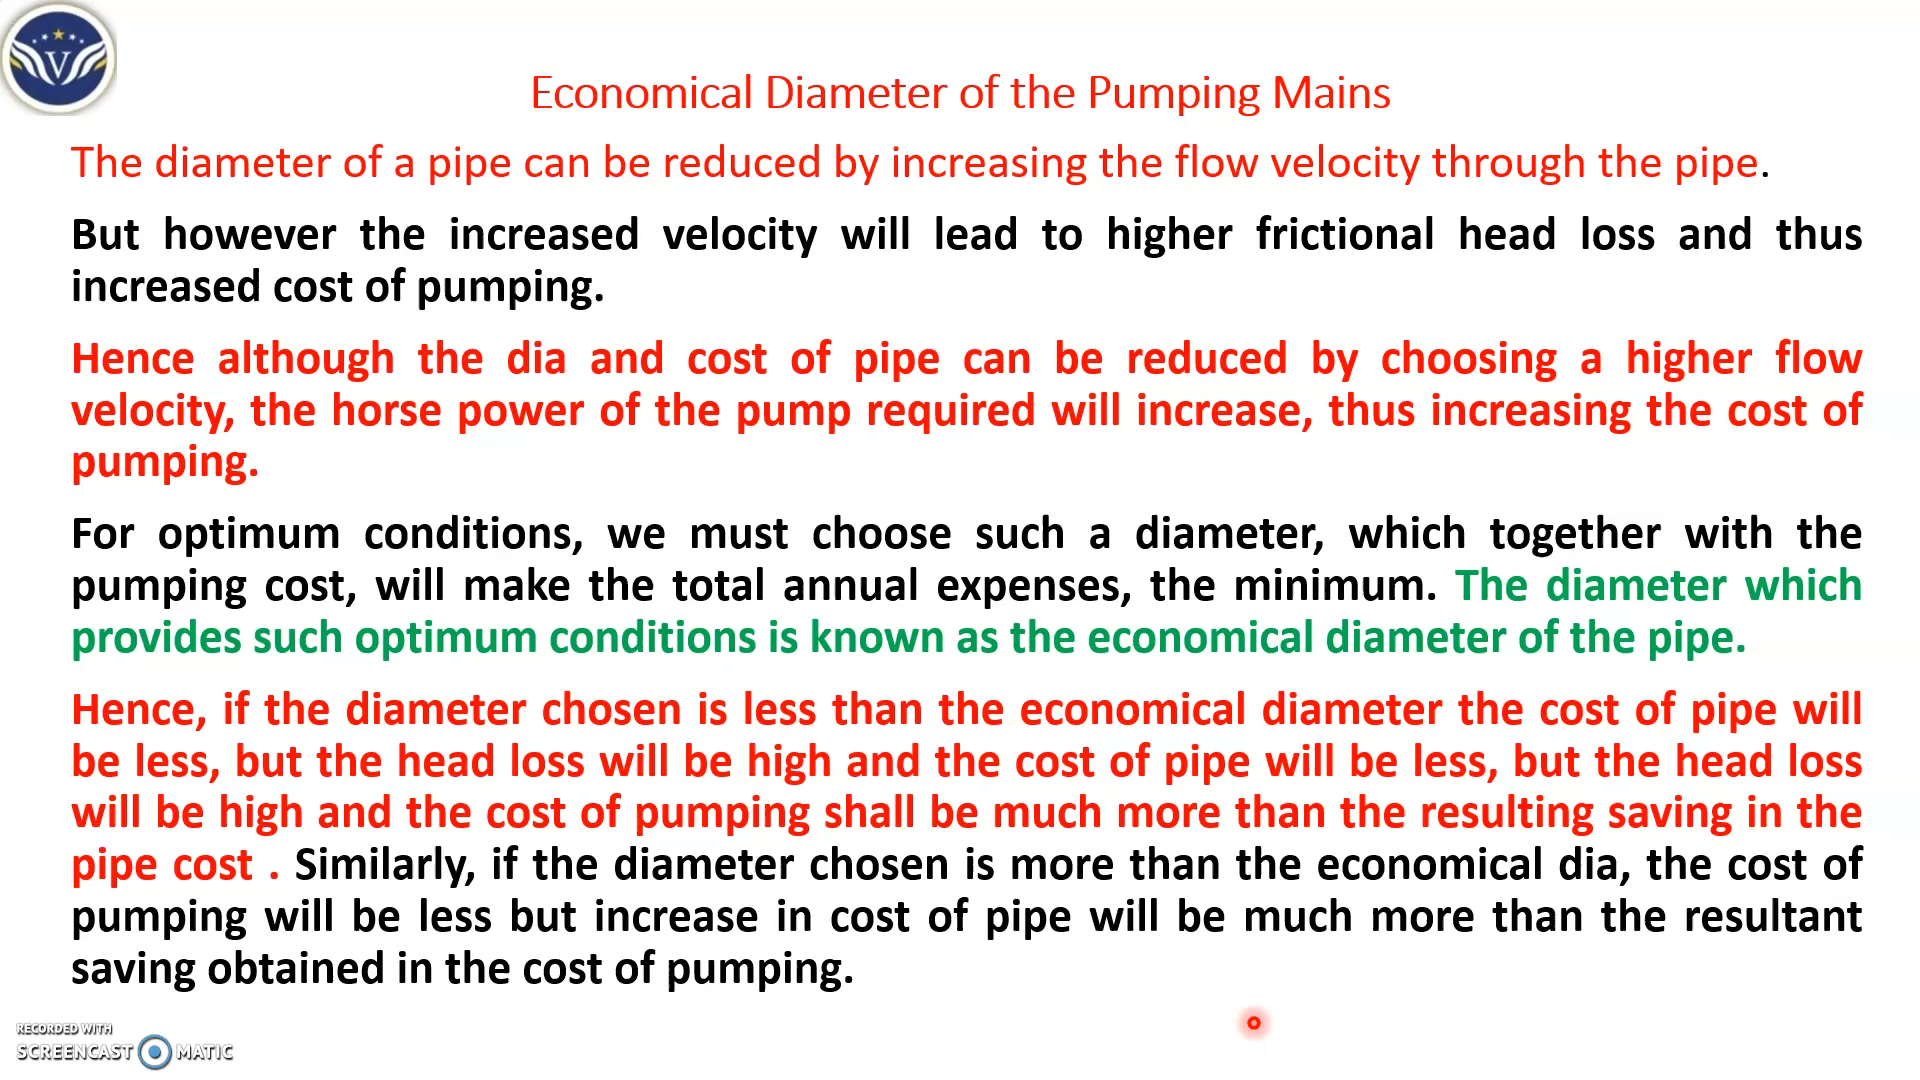 V
Economical Diameter of the Pumping Mains
The diameter of a pipe can be reduced by increasing the flow velocity through the pipe.
But however the increased velocity will lead to higher frictional head loss and thus
increased cost of pumping.
Hence although the dia and cost of pipe can be reduced by choosing a higher flow
velocity, the horse power of the pump required will increase, thus increasing the cost of
pumping.
For optimum conditions, we must choose such a diameter, which together with the
pumping cost, will make the total annual expenses, the minimum. The diameter which
provides such optimum conditions is known as the economical diameter of the pipe.
Hence, if the diameter chosen is less than the economical diameter the cost of pipe will
be less, but the head loss will be high and the cost of pipe will be less, but the head loss
will be high and the cost of pumping shall be much more than the resulting saving in the
pipe cost . Similarly, if the diameter chosen is more than the economical dia, the cost of
pumping will be less but increase in cost of pipe will be much more than the resultant
saving obtained in the cost of pumping.
RECORDED WITH
SCREENCAST MATIC